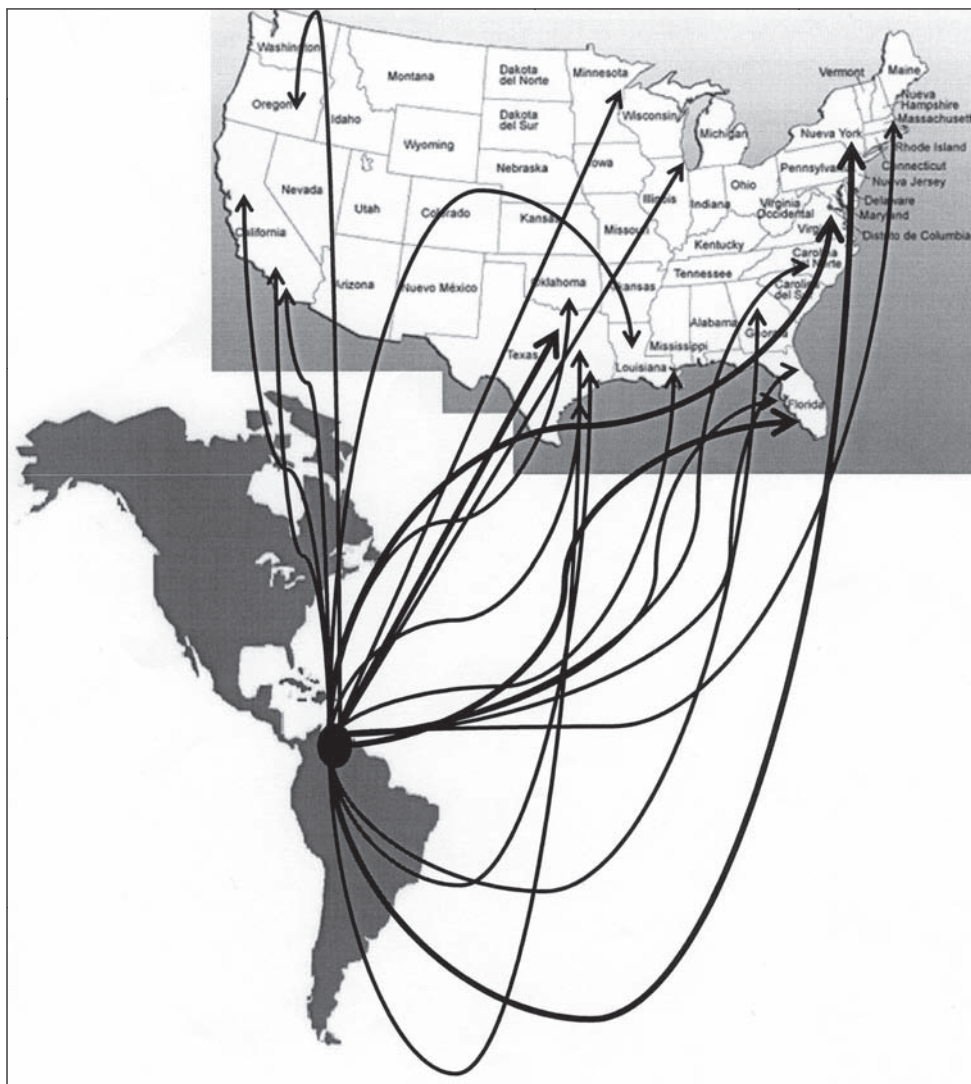 Washington
Montana
Dakota
del Norte
Minnesota
Vermont
Maine
Oregon
Idaho
Dakota
del Sur
Wisconsin
Michigan
Nueva
Hampshire
Massachusett
Wyoming
Nueva York
Rhode Island
Nebraska
Iowa
Pennsylvania
Connecticut
Nueva Jersey
Nevada
Utah
Colorado
Illinois
Indiana
Ohio
Virginia
Occidental
Delaware
Maryland
Distrito de Columbia
California
Kansas
Missouri
Kentucky
Virginia
Arizona
Nuevo México
Oklahoma
Arkansas
Tennessee
Carolina
del Norte
Carolina
del Sur
Texas
Louisiana
Mississippi
Alabama
Georgia
Florida